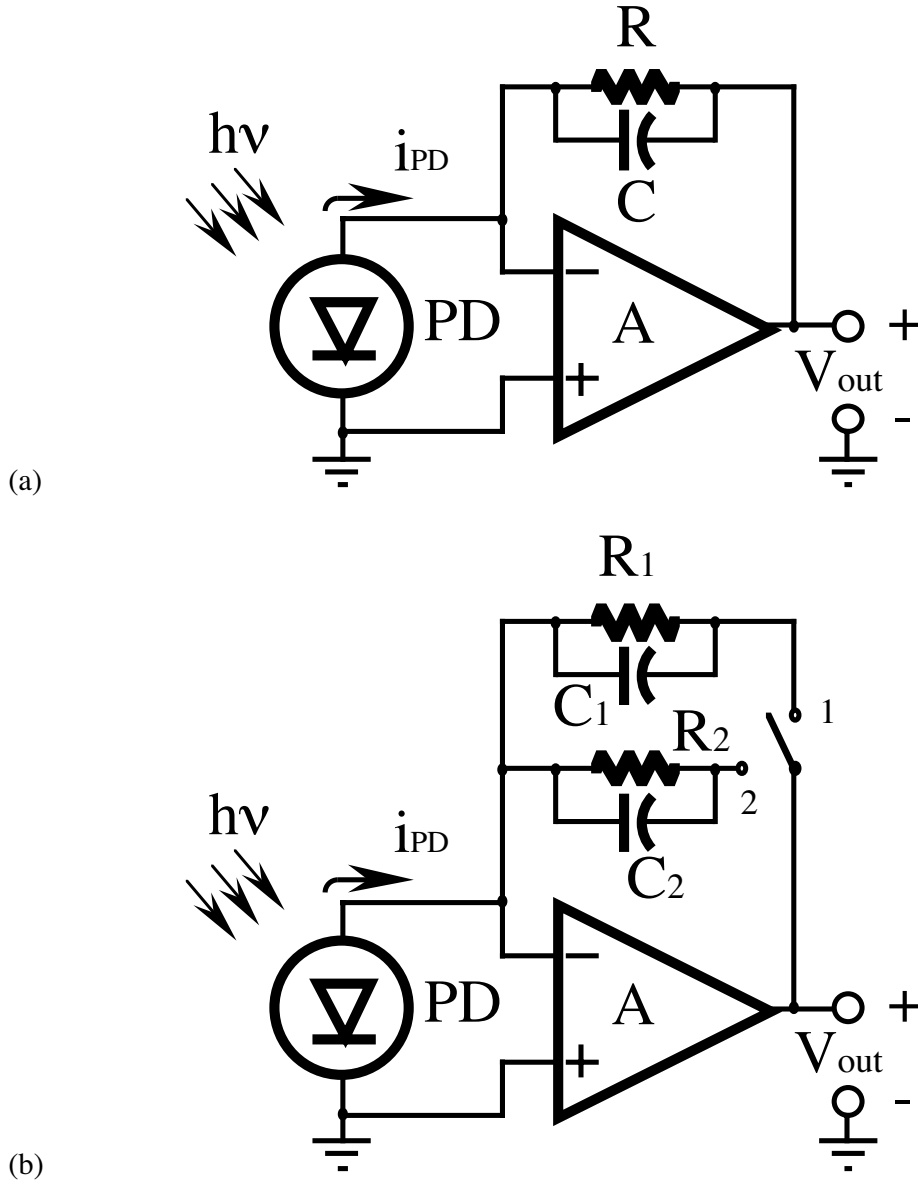 R
hν
iPD
C
PD
A
−
+
+
Vout
-
(a)
R1
C1
1
R2
2
hν
iPD
C2
PD
A
−
+
+
Vout
-
(b)